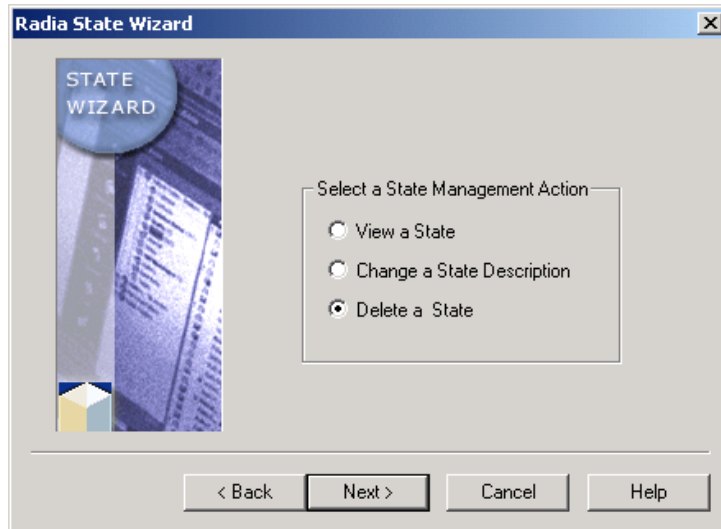 Radia State Wizard
STATE
WIZARD
Select a State Management Action
View a State
Change a State Description
Delete a State
< Back
Next >
Cancel
Help